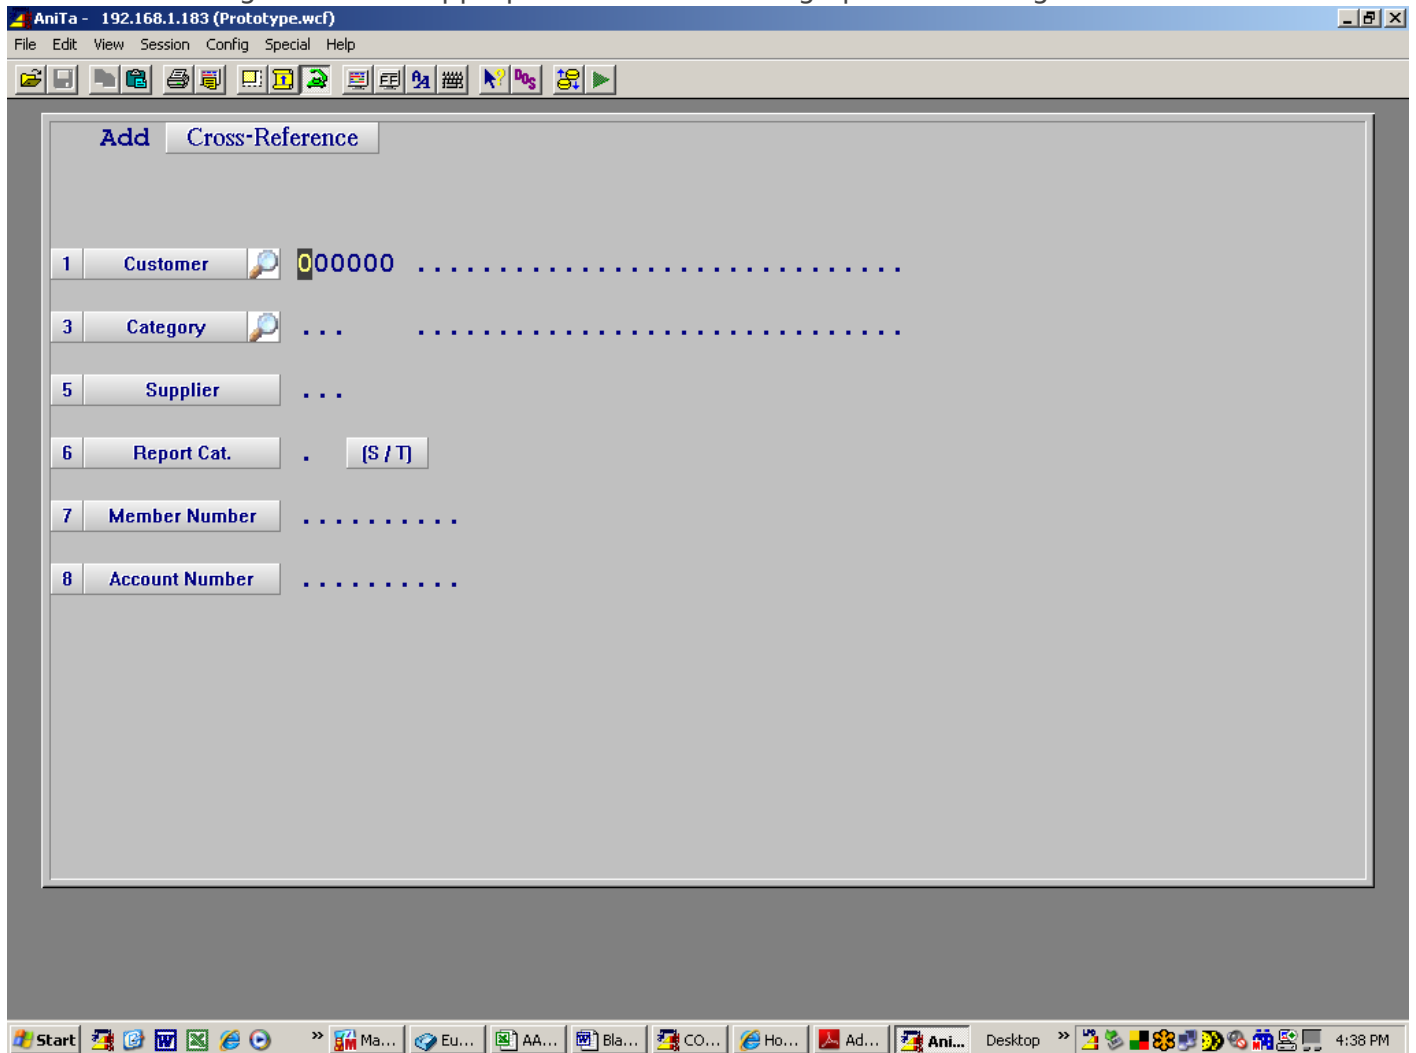 AniTa - 192.168.1.183 (Prototype.wcf)
File Edit View Session Config Special Help
DOS
Add Cross-Reference
1 Customer 000000 ..............................
3 Category ... ..............................
5 Supplier ...
6 Report Cat. . (S / T)
7 Member Number ..........
8 Account Number ..........
Start » Ma... Eu... AA... Bla... CO... Ho... Ad... Ani... Desktop » 4:38 PM